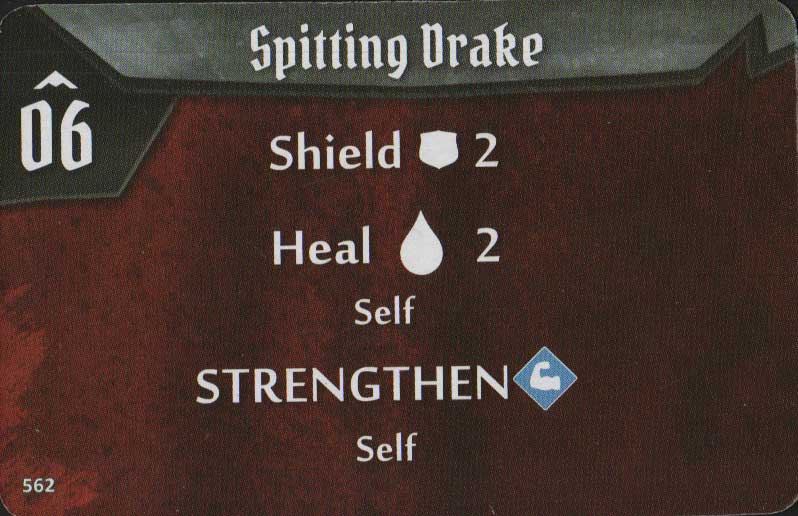 Spitting Drake
06
Shield 2
Heal 2
Self
STRENGTHEN
Self
562